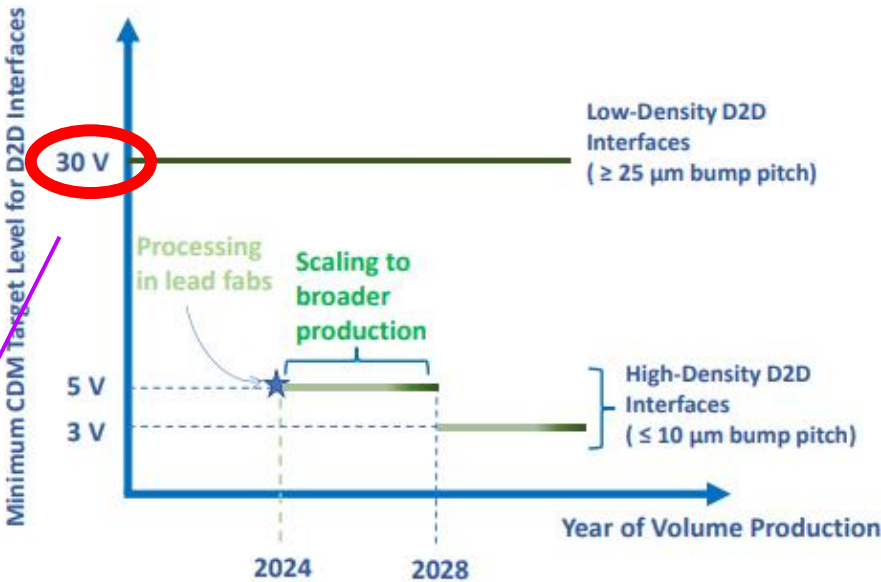 Minimum CDM Target Level for D2D Interfaces
30 V
Low-Density D2D
Interfaces
( ≥ 25 μm bump pitch)
Processing
in lead fabs
Scaling to
broader
production
5 V
3 V
High-Density D2D
Interfaces
( ≤ 10 μm bump pitch)
Year of Volume Production
2024
2028